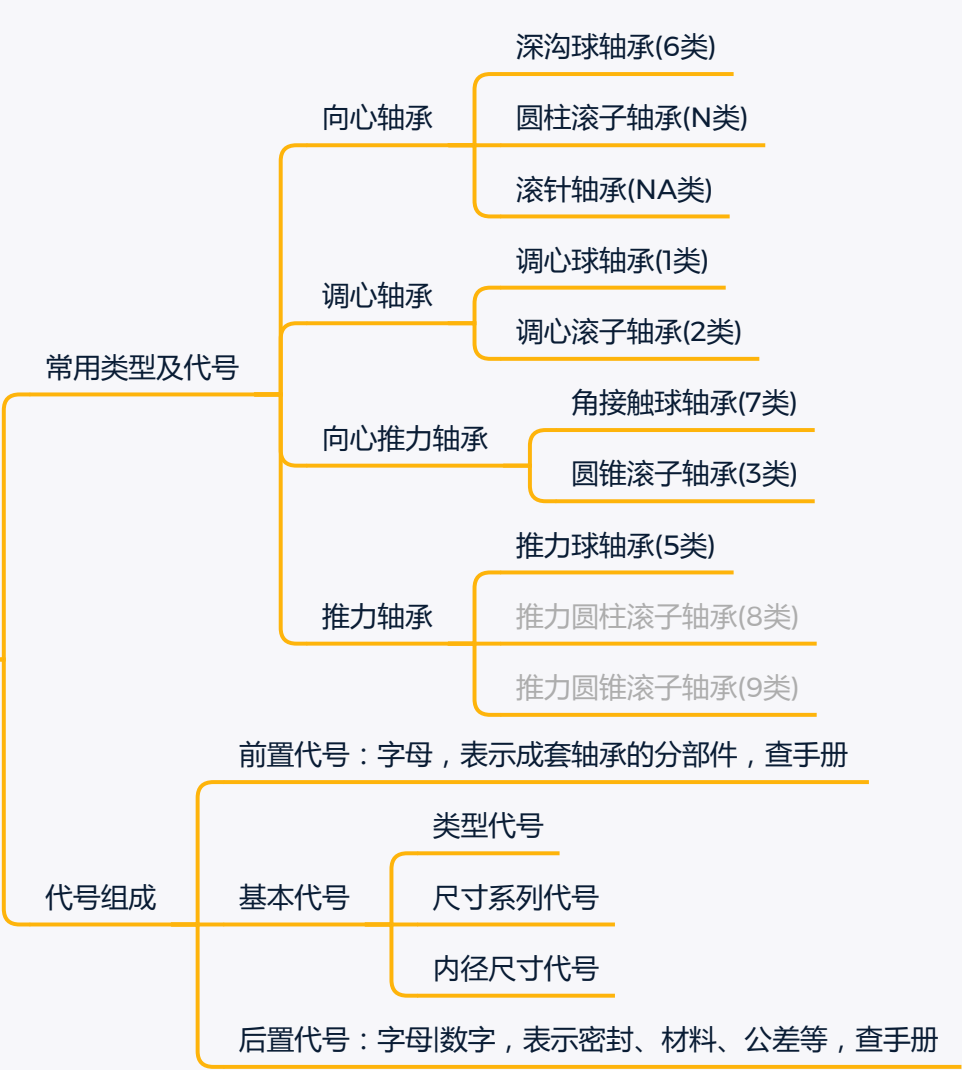 深沟球轴承(6类)
向心轴承
圆柱滚子轴承(N类)
滚针轴承(NA类)
调心球轴承(1类)
调心轴承
调心滚子轴承(2类)
常用类型及代号
角接触球轴承(7类)
向心推力轴承
圆锥滚子轴承(3类)
推力球轴承(5类)
推力轴承
推力圆柱滚子轴承(8类)
推力圆锥滚子轴承(9类)
前置代号：字母，表示成套轴承的分部件，查手册
类型代号
代号组成
基本代号
尺寸系列代号
内径尺寸代号
后置代号：字母|数字，表示密封、材料、公差等，查手册